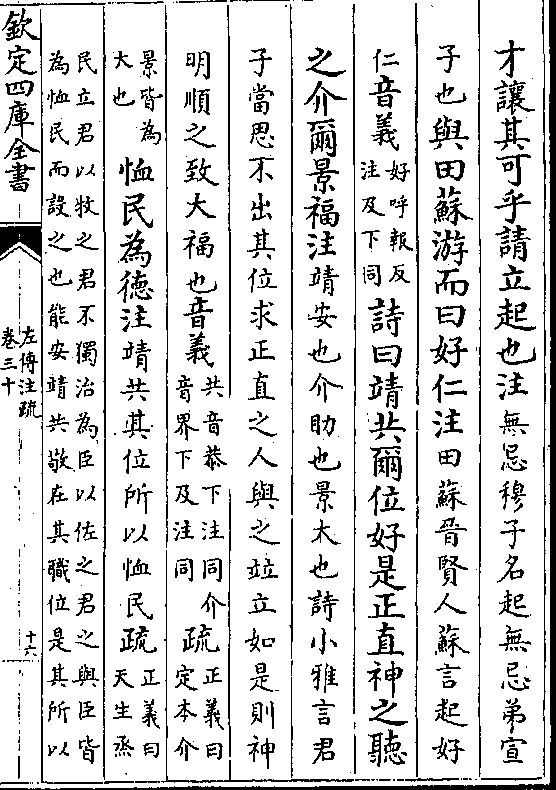 才讓其可乎請立起也注無忌穆子名起無忌弟宣
子也與田蘇游而曰好仁注田蘇晉賢人蘇言起好
仁音義好呼報反
注及下同詩曰靖共爾位好是正直神之聽
之介爾景福注靖安也介助也景大也詩小雅言君
子當思不出其位求正直之人與之竝立如是則神
明順之致大福也音義共音恭下注同介
音界下及注同疏正義曰
定本介
景皆為
大也恤民為德注靖共其位所以恤民疏正義曰
天生烝
民立君以牧之君不獨治為臣以佐之君之與臣皆
為恤民而設之也能安靖共敬在其職位是其所以
欽定四庫全書
左傳注疏
卷三十
十六